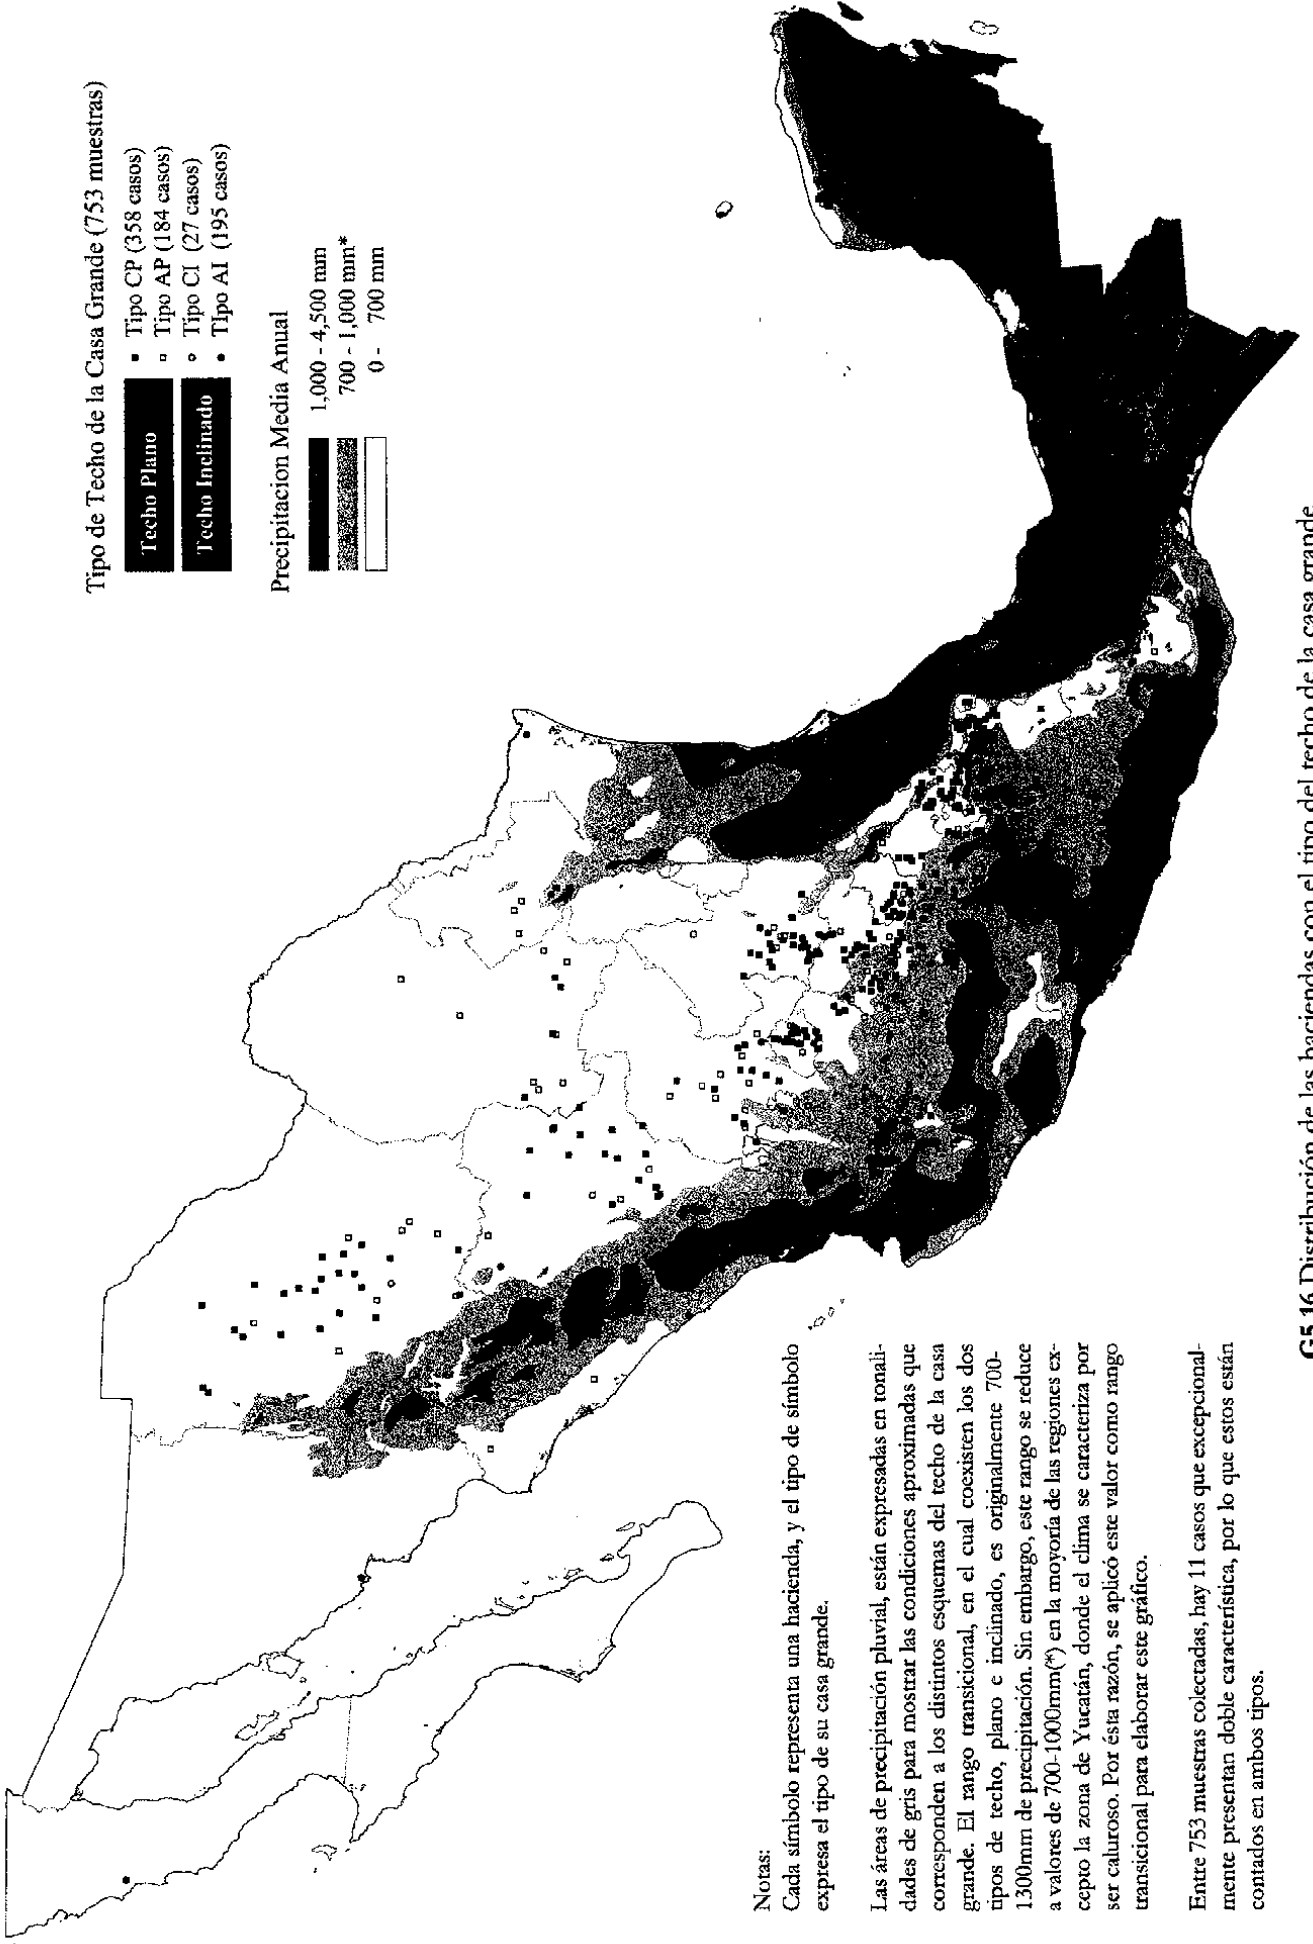 Tipo de Techo de la Casa Grande (753 muestras)
Techo Plano
Tipo CP (358 casos)
Tipo AP (184 casos)
Techo Inclinado
Tipo CI (27 casos)
TIpo AI (195 casos)
Precipitacion Media Anual
1,000 - 4,500 mm
700 - 1,000 mm*
0 - 700 mm
Notas:
Cada símbolo representa una hacienda, y el tipo de símbolo
expresa el tipo de su casa grande.
Las áreas de precipitación pluvial, están expresadas en tonali-
dades de gris para mostrar las condiciones aproximadas que
corresponden a los distintos esquemas del techo de la casa
grande. El rango transicional, en el cual coexisten los dos
tipos de techo, plano e inclinado, es originalmente 700-
1300mm de precipitación. Sin embargo, este rango se reduce
a valores de 700-1000mm(*) en la moyoría de las regiones ex-
cepto la zona de Yucatán, donde el clima se caracteriza por
ser caluroso. Por ésta razón, se aplicó este valor como rango
transicional para elaborar este gráfico.
Entre 753 muestras colectadas, hay 11 casos que excepcional-
mente presentan doble característica, por lo que estos están
contados en ambos tipos.
G5.16 Distribución de las haciendas con el tipo del techo de la casa grande